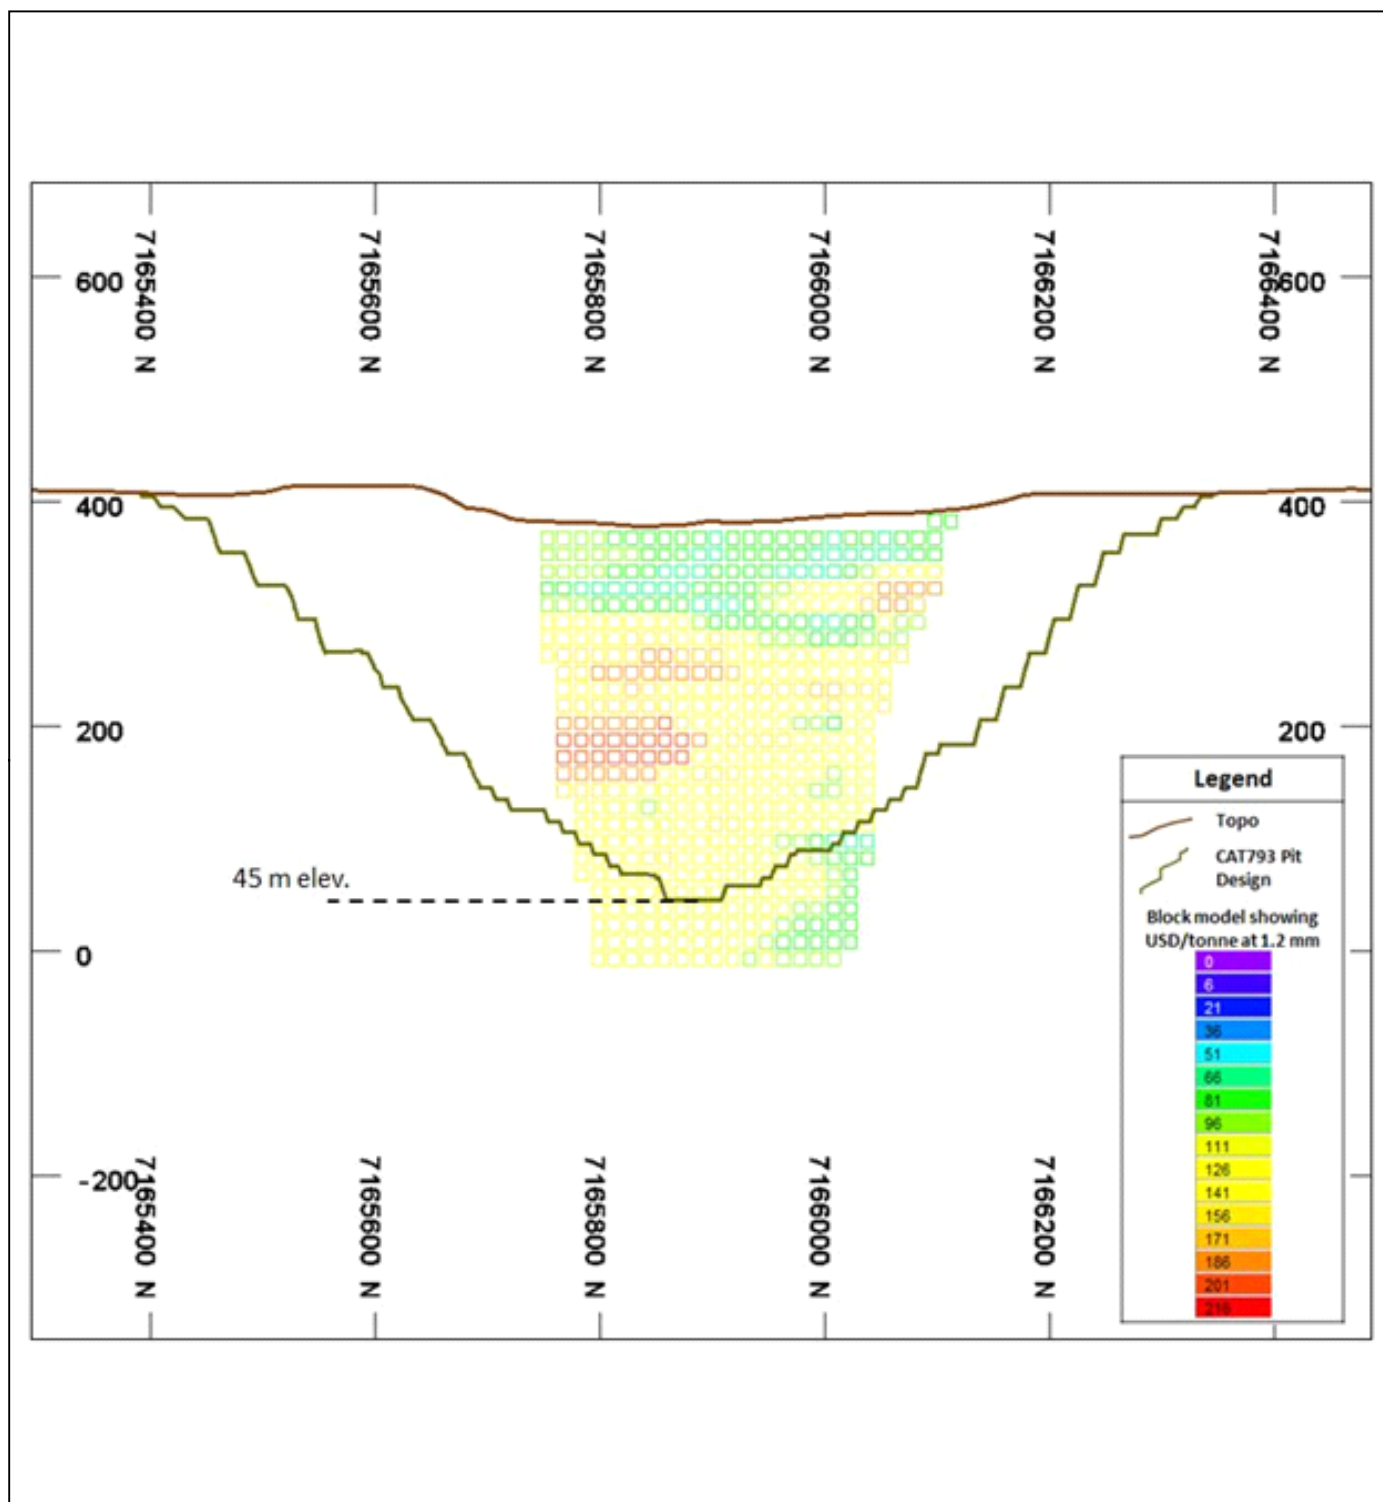 7165400 N
7165600 N
7165800 N
7166000 N
7166200 N
7166400 N
600
600
400
400
200
200
45 m elev.
0
-200
7165400 N
7165600 N
7165800 N
7166000 N
7166200 N
Legend
Topo
CAT793 Pit
Design
Block model showing
USD/tonne at 1.2 mm
0
6
21
36
51
66
81
96
111
126
141
156
171
186
201
216